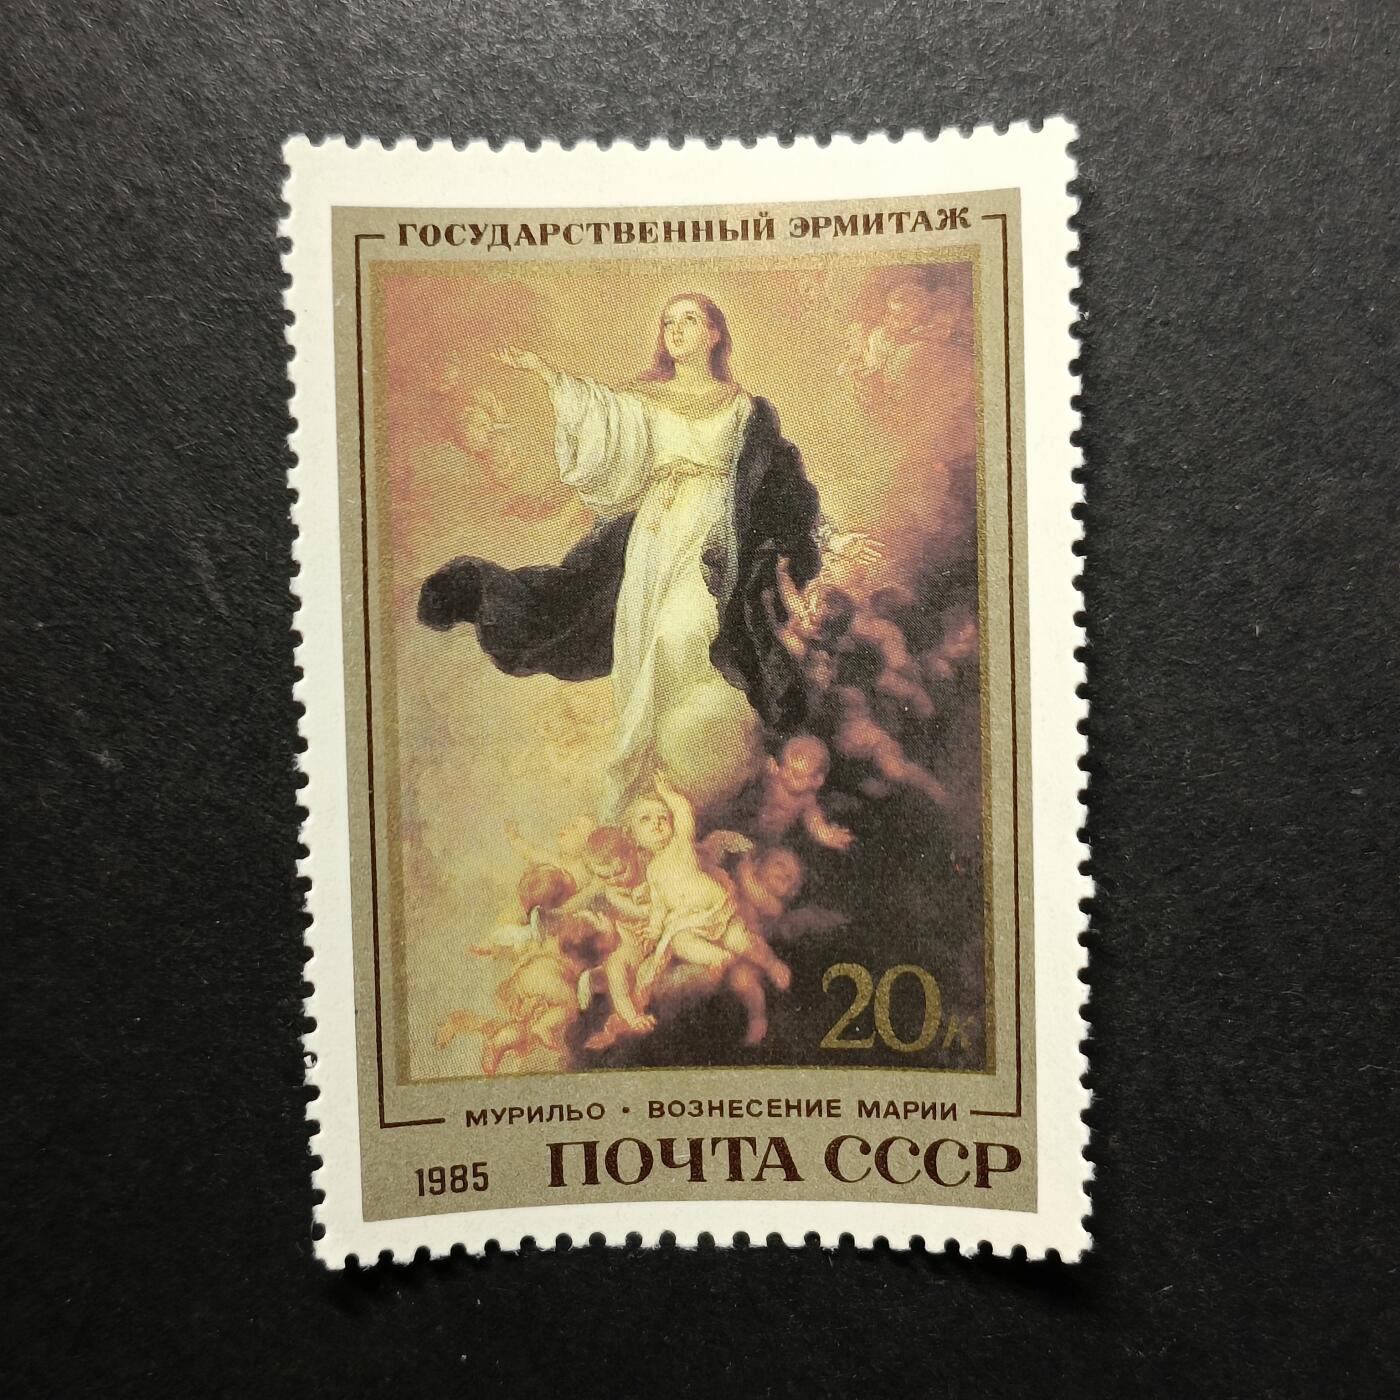 ГОСУДАРСТВЕННЫЙ ЭРМИТАЖ
20к
МУРИЛЬО · ВОЗНЕСЕНИЕ МАРИИ
1985 ПОЧТА СССР